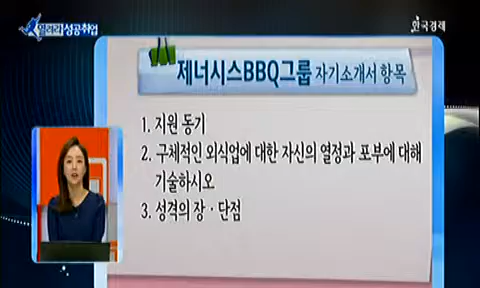 열려라 성공취업
한국경제
제너시스BBQ그룹 자기소개서 항목
1. 지원 동기
2. 구체적인 외식업에 대한 자신의 열정과 포부에 대해
기술하시오
3. 성격의 장 · 단점